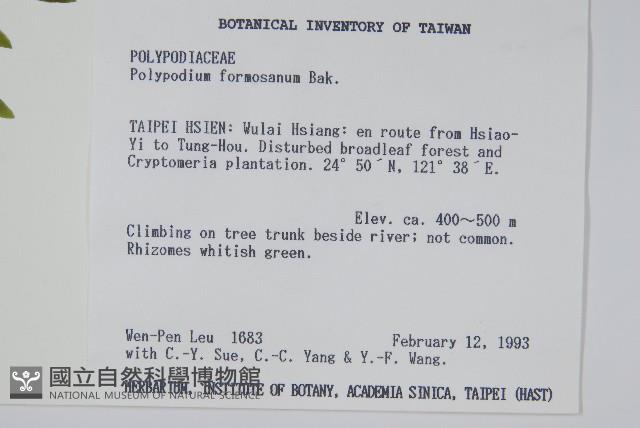 BOTANICAL INVENTORY OF TAIWAN
POLYPODIACEAE
Polypodium formosanum Bak.
TAIPEI HSIEN: Wulai Hsiang: en route from Hsiao-
Yi to Tung-Hou. Disturbed broadleaf forest and
Cryptomeria plantation. 24° 50´N, 121° 38´E.
Elev. ca. 400～500 m
Climbing on tree trunk beside river; not common.
Rhizomes whitish green.
Wen-Pen Leu 1683 February 12, 1993
with C.-Y. Sue, C.-C. Yang & Y.-F. Wang.
國立自然科學博物館
NATIONAL MUSEUM OF NATURAL SCIENCE
HERBARIUM, INSTITUTE OF BOTANY, ACADEMIA SINICA, TAIPEI (HAST)